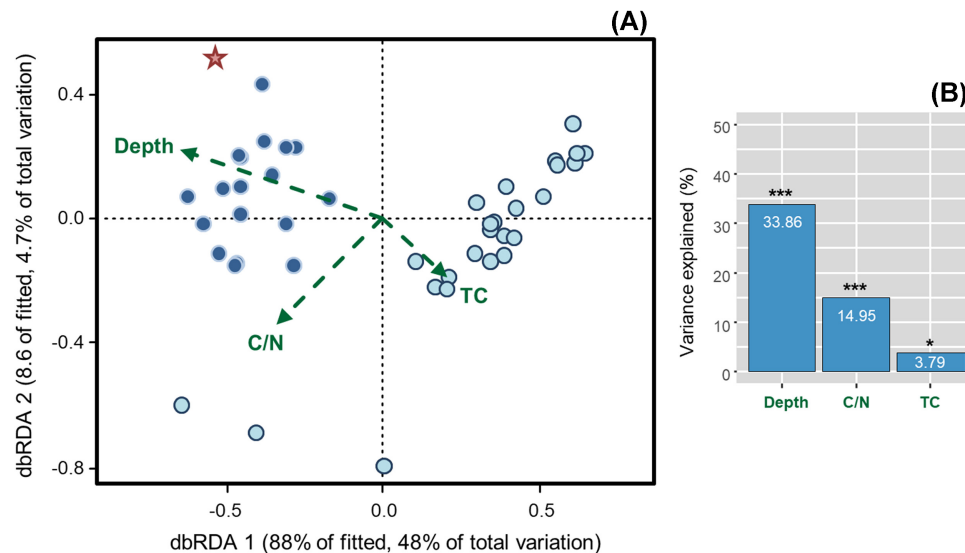 (A)
dbRDA 2 (8.6 of fitted, 4.7% of total variation)
0.4
0.0
-0.4
-0.8
Depth
C/N
TC
-0.5
0.0
0.5
dbRDA 1 (88% of fitted, 48% of total variation)
(B)
Variance explained (%)
50
40
30
20
10
0
***
33.86
***
14.95
*
3.79
Depth
C/N
TC